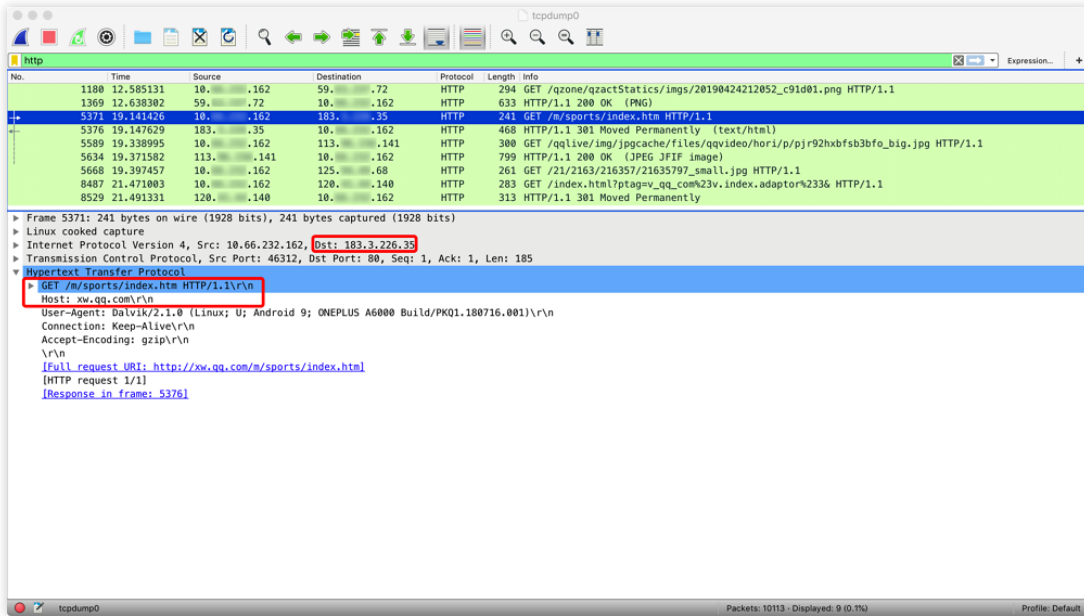 tcpdump0
http
Expression...
+
No. Time Source Destination Protocol Length Info
1180 12.585131 10. .162 59. .72 HTTP 294 GET /qzone/qzactStatics/imgs/20190424212052_c91d01.png HTTP/1.1
1369 12.638302 59. .72 10. .162 HTTP 633 HTTP/1.1 200 OK (PNG)
5371 19.141426 10. .162 183. .35 HTTP 241 GET /m/sports/index.htm HTTP/1.1
5376 19.147629 183. .35 10. .162 HTTP 468 HTTP/1.1 301 Moved Permanently (text/html)
5589 19.338995 10. .162 113. .141 HTTP 300 GET /qqlive/img/jpgcache/files/qqvideo/hori/p/pjr92hxbfsb3bfo_big.jpg HTTP/1.1
5634 19.371582 113. .141 10. .162 HTTP 799 HTTP/1.1 200 OK (JPEG JFIF image)
5668 19.397457 10. .162 125. .68 HTTP 261 GET /21/2163/216357/21635797_small.jpg HTTP/1.1
8487 21.471003 10. .162 120. .140 HTTP 283 GET /index.html?ptag=v_qq_com%23v.index.adaptor%233& HTTP/1.1
8529 21.491331 120. .140 10. .162 HTTP 313 HTTP/1.1 301 Moved Permanently
Frame 5371: 241 bytes on wire (1928 bits), 241 bytes captured (1928 bits)
Linux cooked capture
Internet Protocol Version 4, Src: 10.66.232.162, Dst: 183.3.226.35
Transmission Control Protocol, Src Port: 46312, Dst Port: 80, Seq: 1, Ack: 1, Len: 185
Hypertext Transfer Protocol
GET /m/sports/index.htm HTTP/1.1\r\n
Host: xw.qq.com\r\n
User-Agent: Dalvik/2.1.0 (Linux; U; Android 9; ONEPLUS A6000 Build/PKQ1.180716.001)\r\n
Connection: Keep-Alive\r\n
Accept-Encoding: gzip\r\n
\r\n
[Full request URI: http://xw.qq.com/m/sports/index.htm]
[HTTP request 1/1]
[Response in frame: 5376]
tcpdump0
Packets: 10113 · Displayed: 9 (0.1%)
Profile: Default